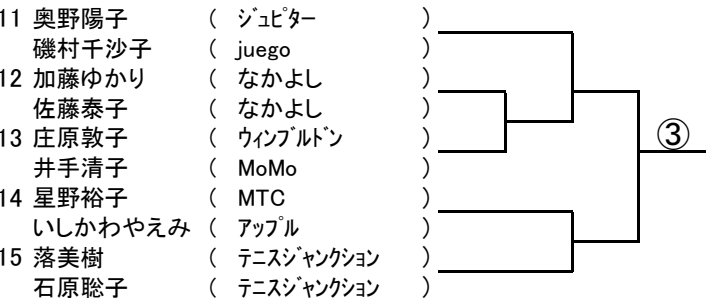 11 奥野陽子 ( ジュピター )
磯村千沙子 ( juego )
12 加藤ゆかり ( なかよし )
佐藤泰子 ( なかよし )
13 庄原敦子 ( ウィンブルドン )
③
井手清子 ( MoMo )
14 星野裕子 ( MTC )
いしかわやえみ ( アップル )
15 落美樹 ( テニスジャンクション )
石原聡子 ( テニスジャンクション )